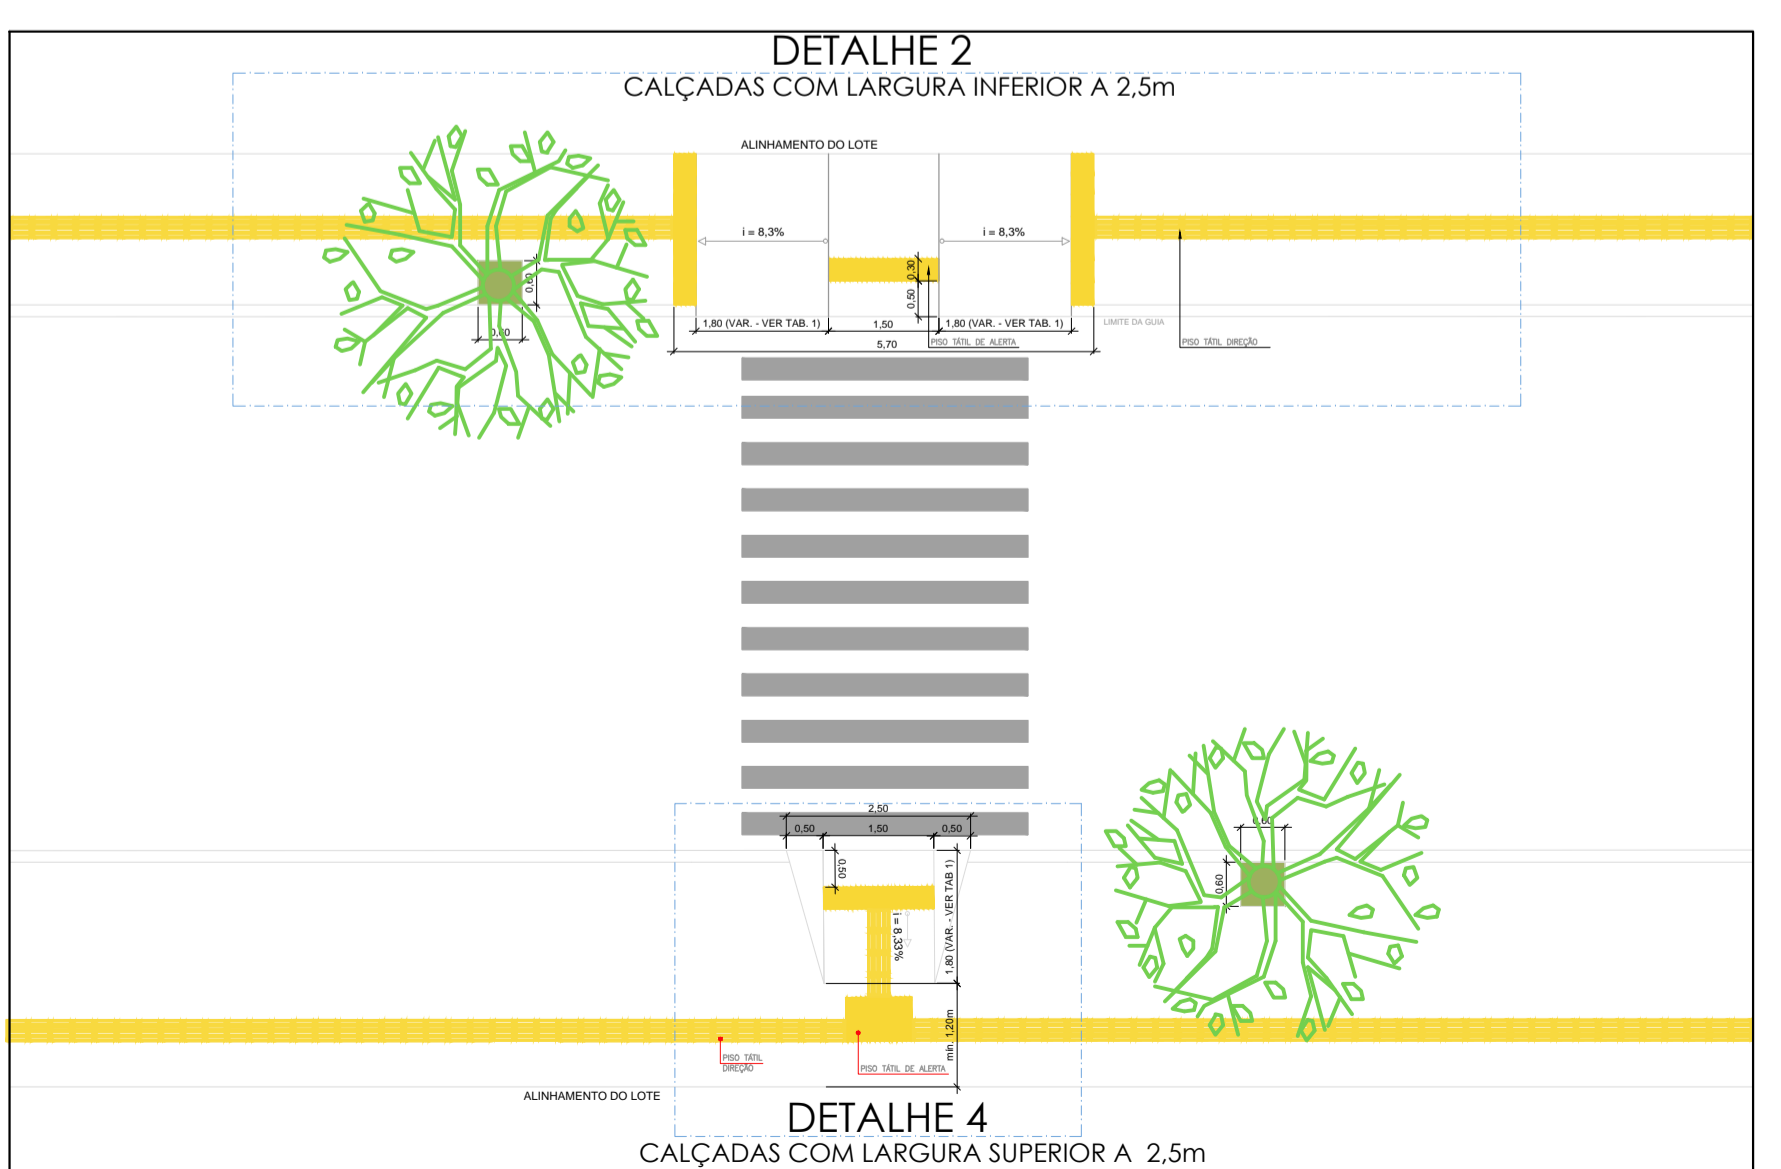 DETALHE 2
CALÇADAS COM LARGURA INFERIOR A 2,5m
ALINHAMENTO DO LOTE
i = 8,3%
i = 8,3%
0,30
0,60
0,50
0,60
1,80 (VAR. - VER TAB. 1)
1,50
1,80 (VAR. - VER TAB. 1)
LIMITE DA GUIA
5,70
PISO TÁTIL DE ALERTA
PISO TÁTIL DIREÇÃO
2,50
0,50
1,50
0,50
0,60
0,50
1,80 (VAR. - VER TAB 1)
0,60
i = 8,33%
min. 1,20m
PISO TÁTIL
DIREÇÃO
PISO TÁTIL DE ALERTA
ALINHAMENTO DO LOTE
DETALHE 4
CALÇADAS COM LARGURA SUPERIOR A 2,5m